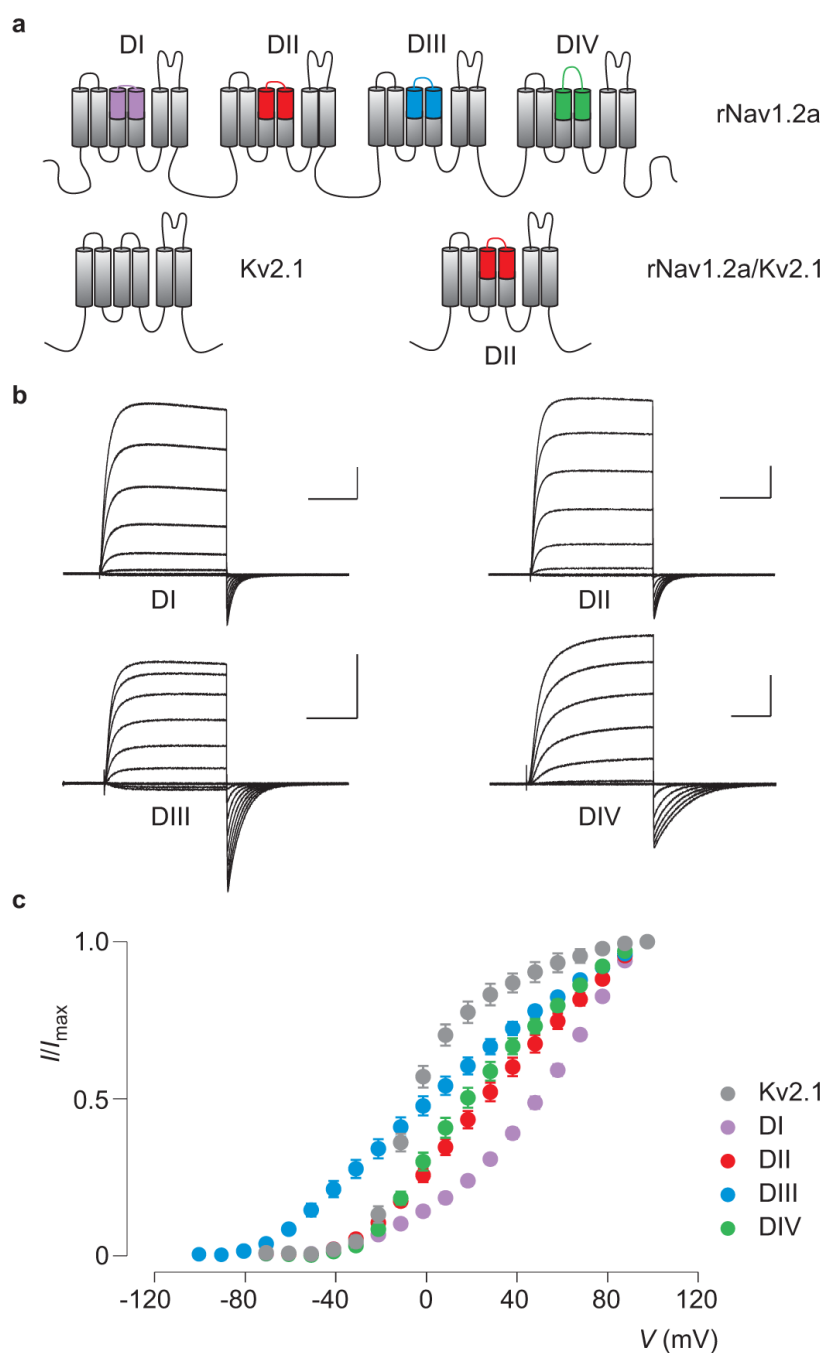 a
DI DII DIII DIV
rNav1.2a
Kv2.1
rNav1.2a/Kv2.1
DII
b
DI DII
DIII DIV
c
1.0
I/Imax
0.5
0
Kv2.1
DI
DII
DIII
DIV
-120 -80 -40 0 40 80 120
V (mV)